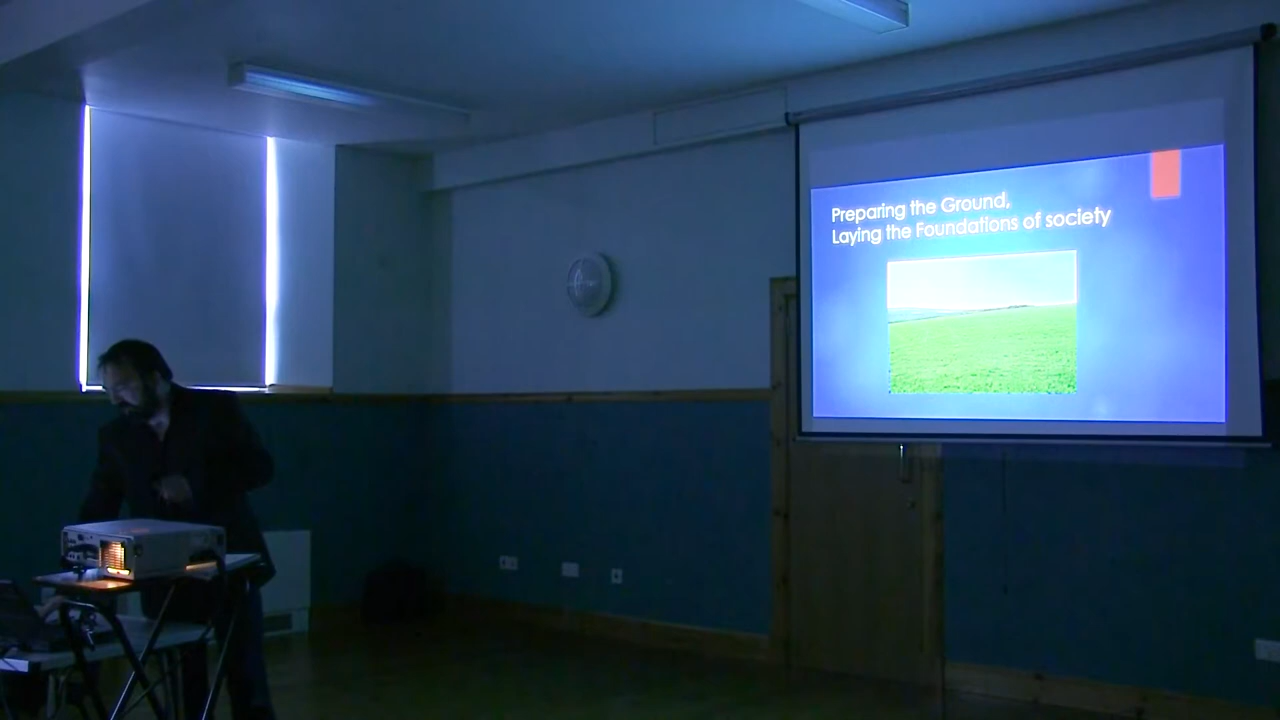 Preparing the Ground,
Laying the Foundations of society